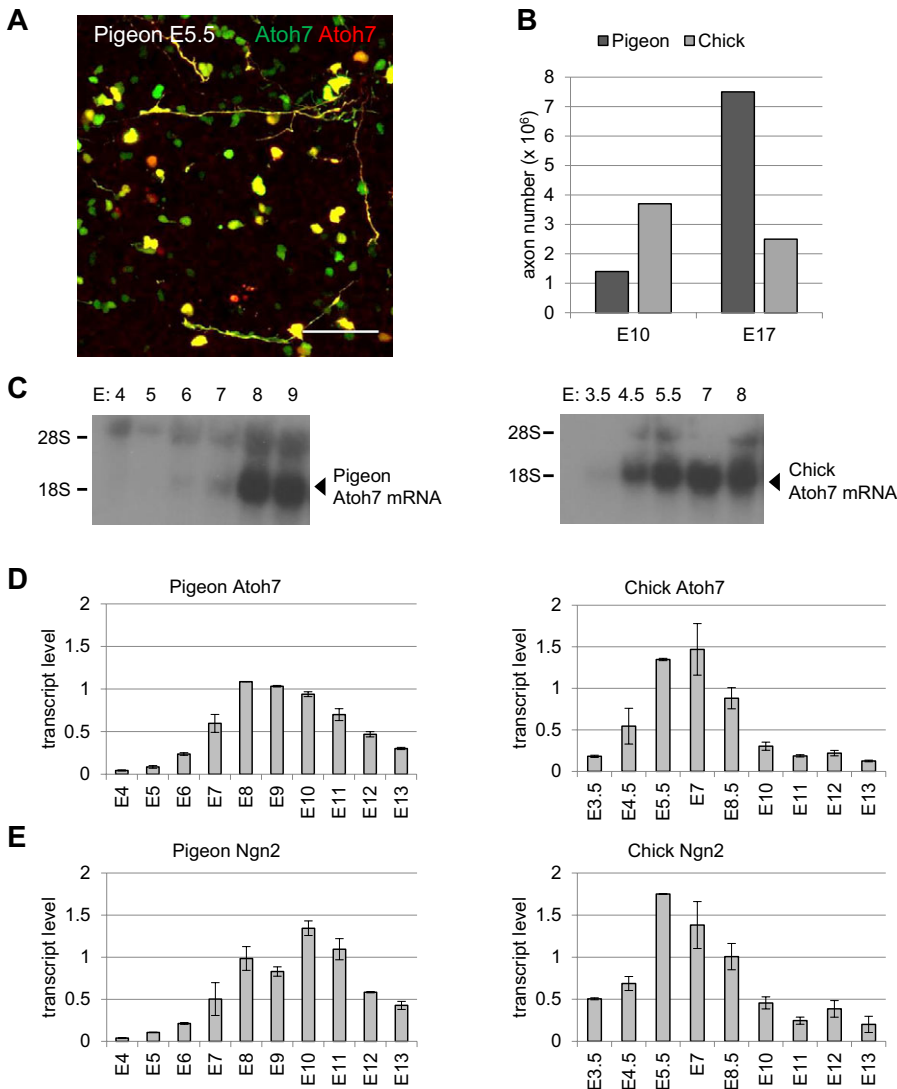 A
Pigeon E5.5 Atoh7 Atoh7
B
Pigeon Chick
axon number (x 10⁶)
8
7
6
5
4
3
2
1
0
E10 E17
C
E: 4 5 6 7 8 9
28S
18S
Pigeon
Atoh7 mRNA
E: 3.5 4.5 5.5 7 8
28S
18S
Chick
Atoh7 mRNA
D
Pigeon Atoh7
transcript level
2
1.5
1
0.5
0
E4 E5 E6 E7 E8 E9 E10 E11 E12 E13
Chick Atoh7
transcript level
2
1.5
1
0.5
0
E3.5 E4.5 E5.5 E7 E8.5 E10 E11 E12 E13
E
Pigeon Ngn2
transcript level
2
1.5
1
0.5
0
E4 E5 E6 E7 E8 E9 E10 E11 E12 E13
Chick Ngn2
transcript level
2
1.5
1
0.5
0
E3.5 E4.5 E5.5 E7 E8.5 E10 E11 E12 E13